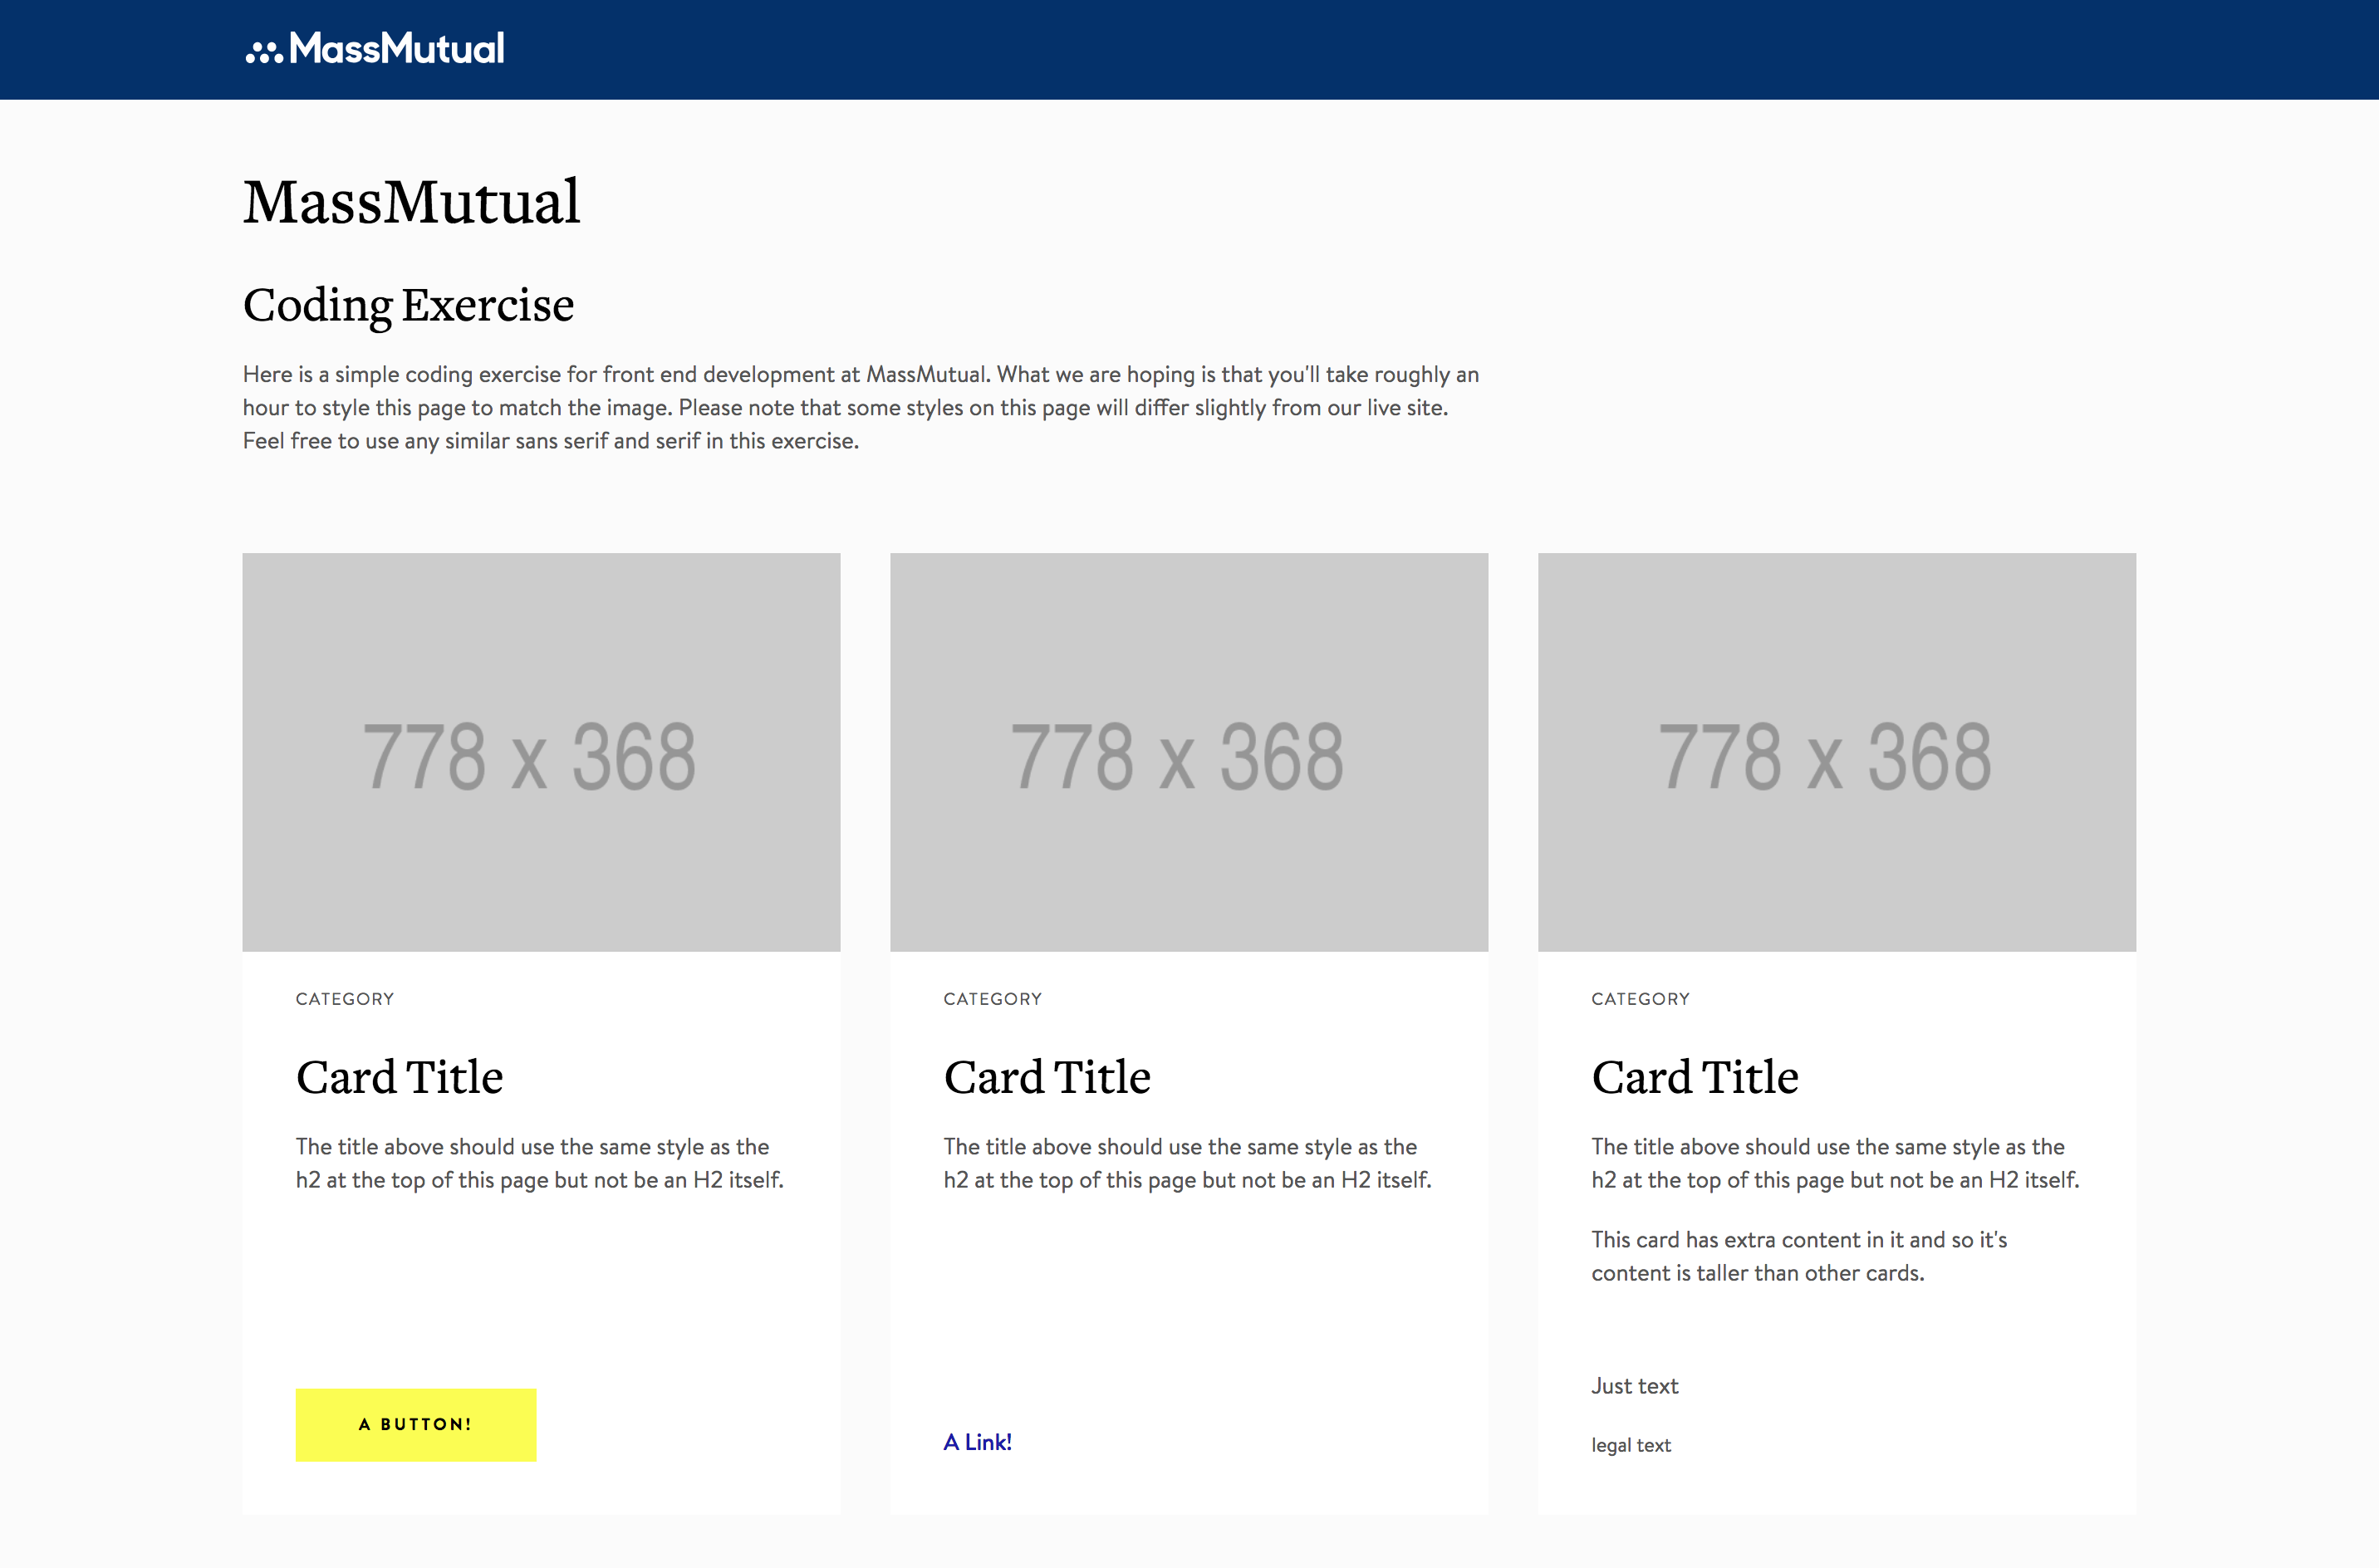 MassMutual
MassMutual
Coding Exercise
Here is a simple coding exercise for front end development at MassMutual. What we are hoping is that you'll take roughly an
hour to style this page to match the image. Please note that some styles on this page will differ slightly from our live site.
Feel free to use any similar sans serif and serif in this exercise.
778 x 368
CATEGORY
Card Title
The title above should use the same style as the
h2 at the top of this page but not be an H2 itself.
A BUTTON!
778 x 368
CATEGORY
Card Title
The title above should use the same style as the
h2 at the top of this page but not be an H2 itself.
A Link!
778 x 368
CATEGORY
Card Title
The title above should use the same style as the
h2 at the top of this page but not be an H2 itself.
This card has extra content in it and so it's
content is taller than other cards.
Just text
legal text